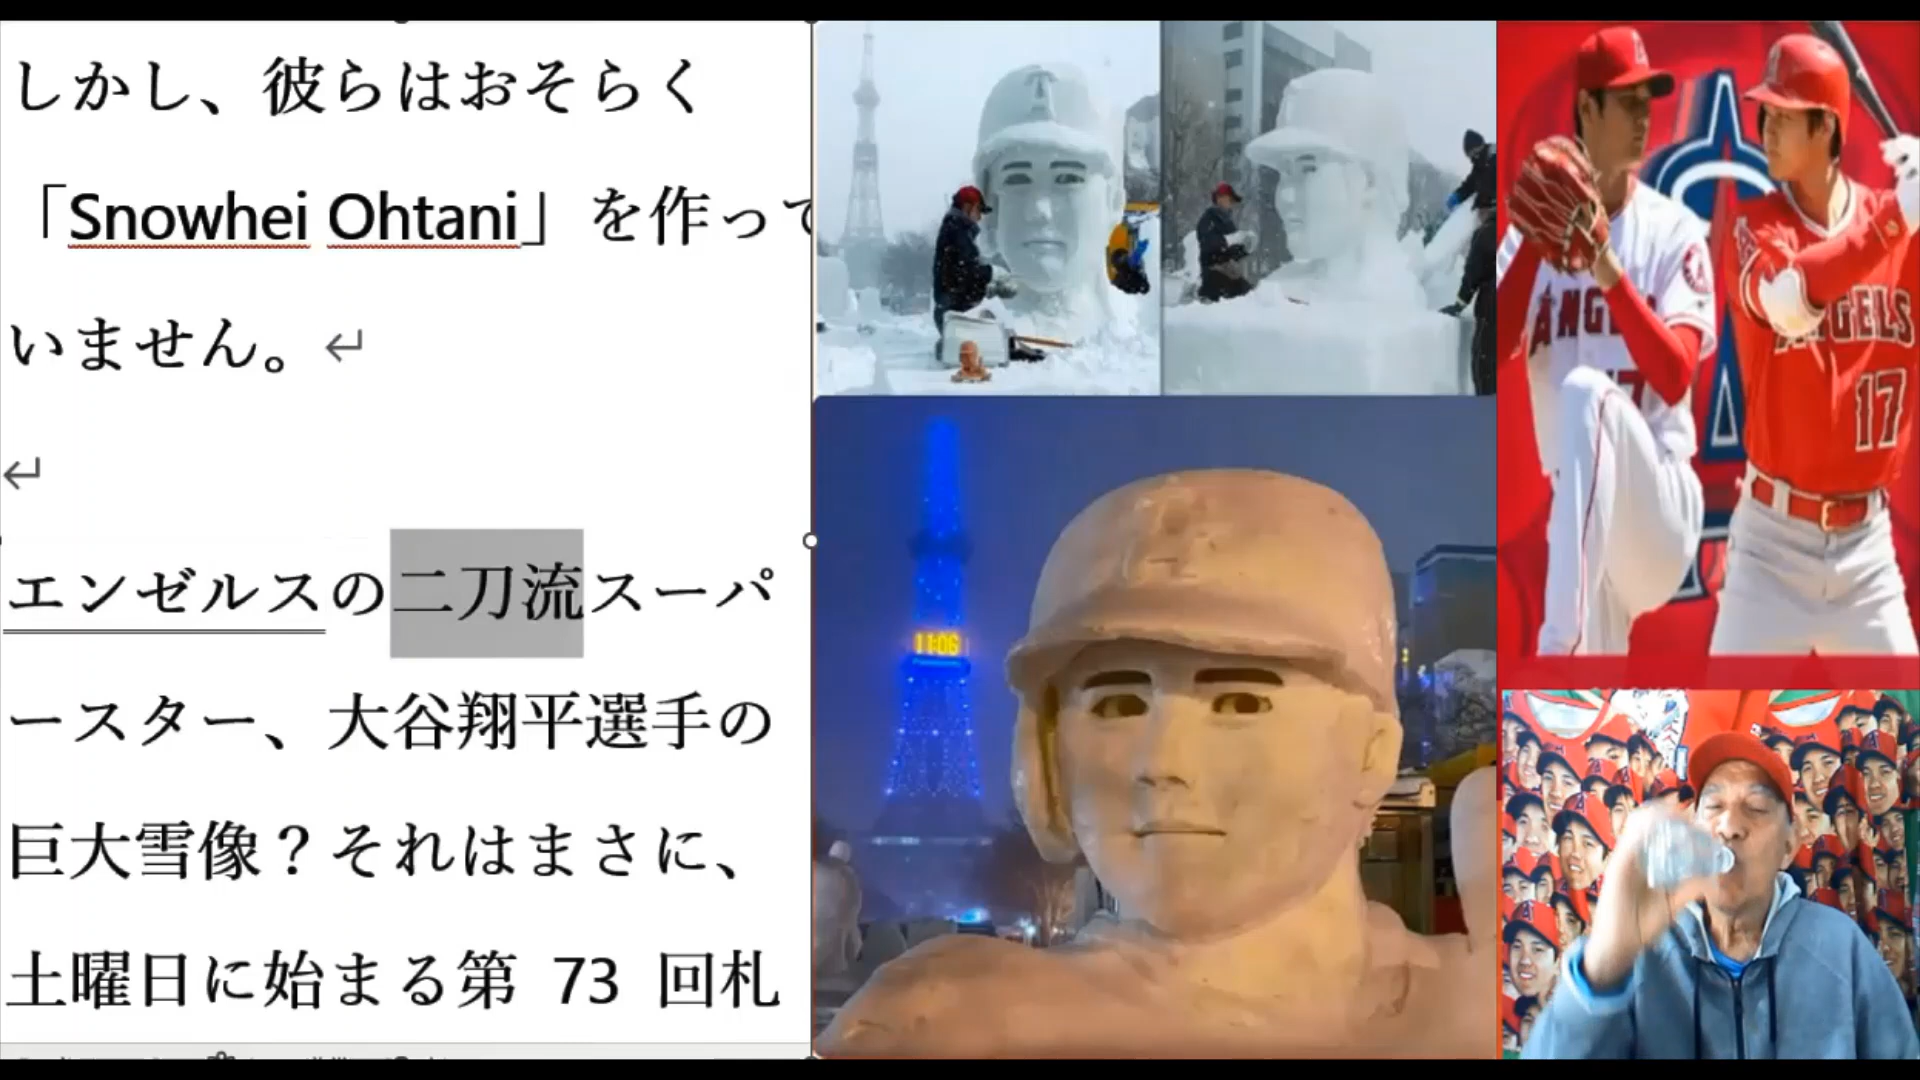 しかし、彼らはおそらく
「Snowhei Ohtani」を作って
いません。
エンゼルスの二刀流スーパ
ースター、大谷翔平選手の
巨大雪像？それはまさに、
土曜日に始まる第 73 回札
11:06
ANGELS
17
17